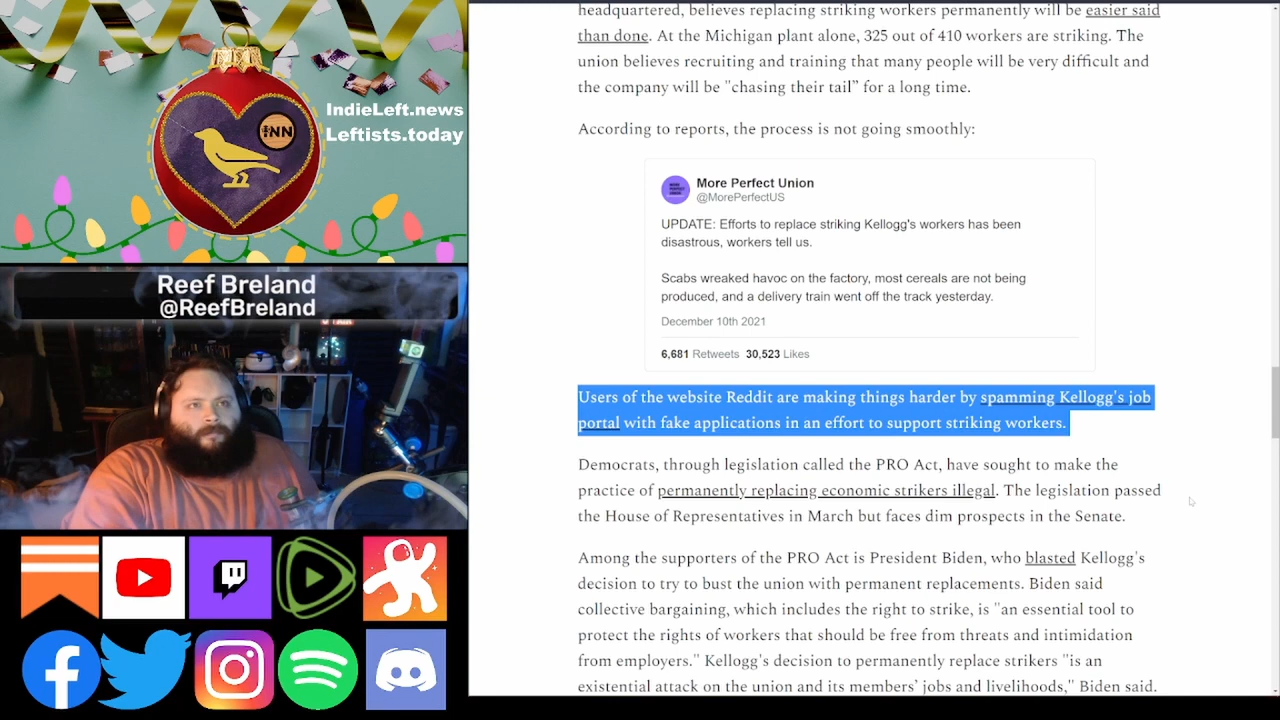 IndieLeft.news
Leftists.today
INN
Reef Breland
@ReefBreland
headquartered, believes replacing striking workers permanently will be easier said
than done. At the Michigan plant alone, 325 out of 410 workers are striking. The
union believes recruiting and training that many people will be very difficult and
the company will be "chasing their tail” for a long time.
According to reports, the process is not going smoothly:
MORE PERFECT UNION
More Perfect Union
@MorePerfectUS
UPDATE: Efforts to replace striking Kellogg's workers has been
disastrous, workers tell us.
Scabs wreaked havoc on the factory, most cereals are not being
produced, and a delivery train went off the track yesterday.
December 10th 2021
6,681 Retweets 30,523 Likes
Users of the website Reddit are making things harder by spamming Kellogg's job
portal with fake applications in an effort to support striking workers.
Democrats, through legislation called the PRO Act, have sought to make the
practice of permanently replacing economic strikers illegal. The legislation passed
the House of Representatives in March but faces dim prospects in the Senate.
Among the supporters of the PRO Act is President Biden, who blasted Kellogg's
decision to try to bust the union with permanent replacements. Biden said
collective bargaining, which includes the right to strike, is "an essential tool to
protect the rights of workers that should be free from threats and intimidation
from employers." Kellogg's decision to permanently replace strikers "is an
existential attack on the union and its members’ jobs and livelihoods," Biden said.